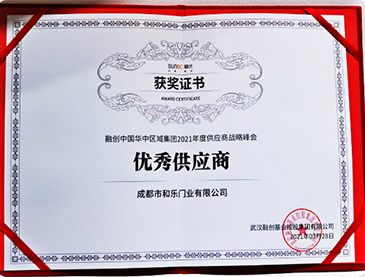 SUNAC 融创
获奖证书
AWARD CERTIFICATE
融创中国华中区域集团2021年度供应商战略峰会
优秀供应商
成都市和乐门业有限公司
武汉融创基业控股集团有限公司
2021年03月28日